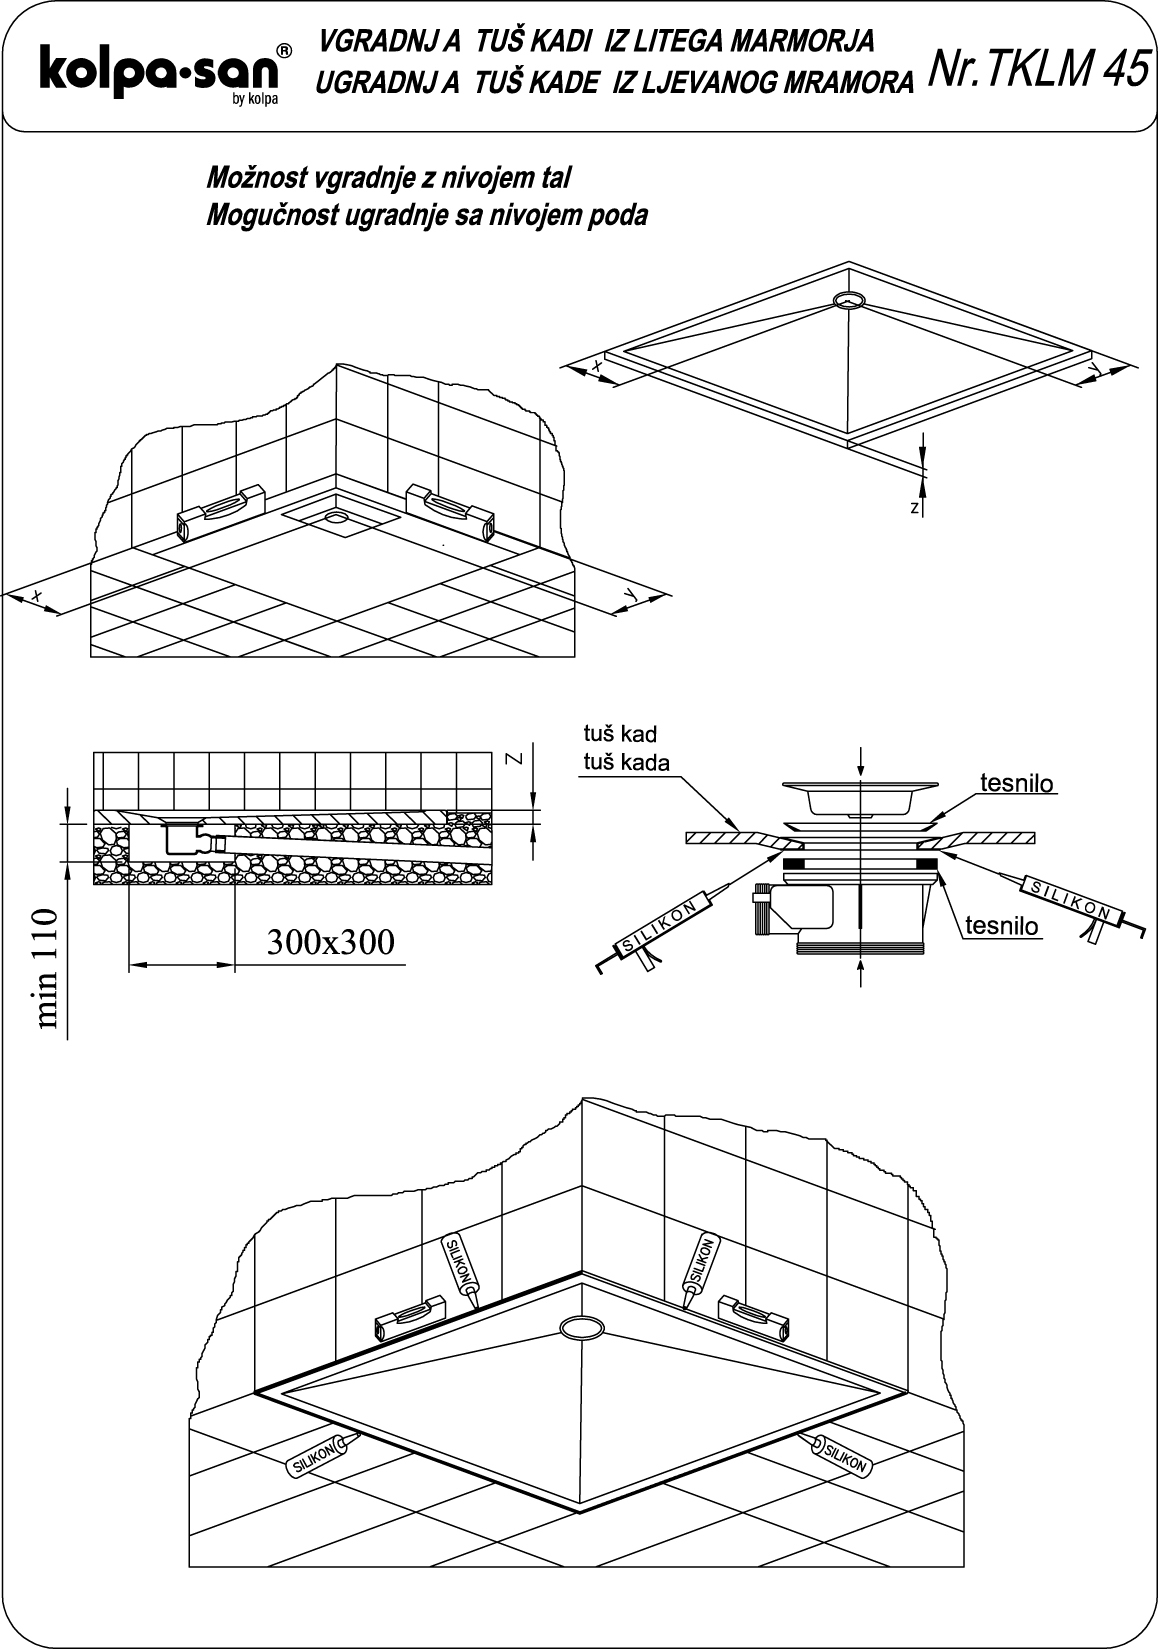 kolpa·san®
by kolpa
VGRADNJA TUŠ KADI IZ LITEGA MARMORJA
UGRADNJA TUŠ KADE IZ LJEVANOG MRAMORA
Nr. TKLM 45
Možnost vgradnje z nivojem tal
Mogučnost ugradnje sa nivojem poda
x
y
z
x
y
Z
min 110
300x300
tuš kad
tuš kada
tesnilo
SILIKON
SILIKON
tesnilo
SILIKON
SILIKON
SILIKON
SILIKON